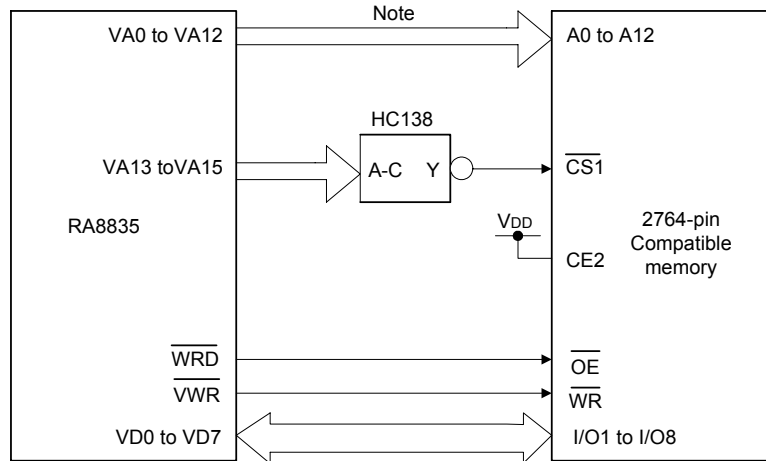 Note
VA0 to VA12
A0 to A12
HC138
VA13 toVA15
A-C
Y
CS1
RA8835
VDD
2764-pin
Compatible
memory
CE2
WRD
OE
VWR
WR
VD0 to VD7
I/O1 to I/O8